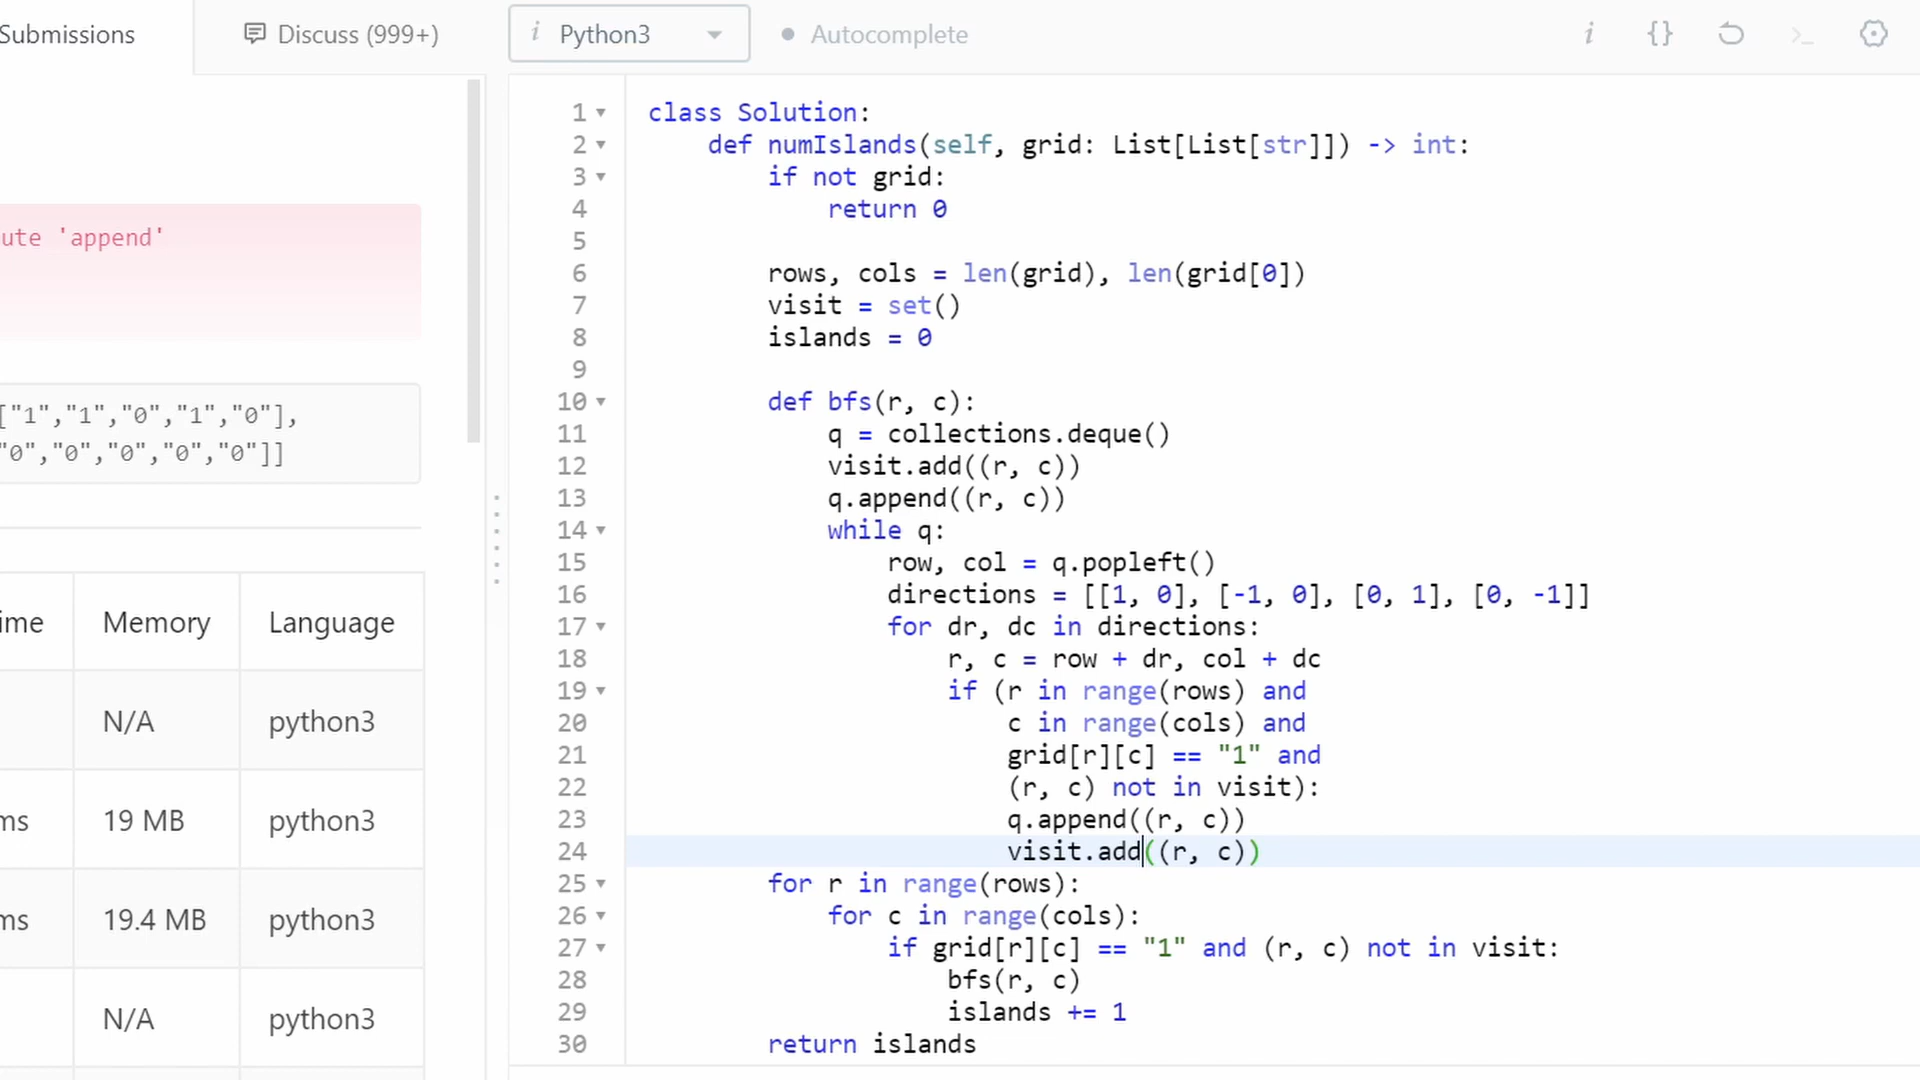 Submissions
Discuss (999+)
i Python3
Autocomplete
i {} >_
ute 'append'
["1","1","0","1","0"],
"0","0","0","0","0"]]
ime Memory Language
N/A python3
ms 19 MB python3
ms 19.4 MB python3
N/A python3
1 class Solution:
2 def numIslands(self, grid: List[List[str]]) -> int:
3 if not grid:
4 return 0
5
6 rows, cols = len(grid), len(grid[0])
7 visit = set()
8 islands = 0
9
10 def bfs(r, c):
11 q = collections.deque()
12 visit.add((r, c))
13 q.append((r, c))
14 while q:
15 row, col = q.popleft()
16 directions = [[1, 0], [-1, 0], [0, 1], [0, -1]]
17 for dr, dc in directions:
18 r, c = row + dr, col + dc
19 if (r in range(rows) and
20 c in range(cols) and
21 grid[r][c] == "1" and
22 (r, c) not in visit):
23 q.append((r, c))
24 visit.add((r, c))
25 for r in range(rows):
26 for c in range(cols):
27 if grid[r][c] == "1" and (r, c) not in visit:
28 bfs(r, c)
29 islands += 1
30 return islands